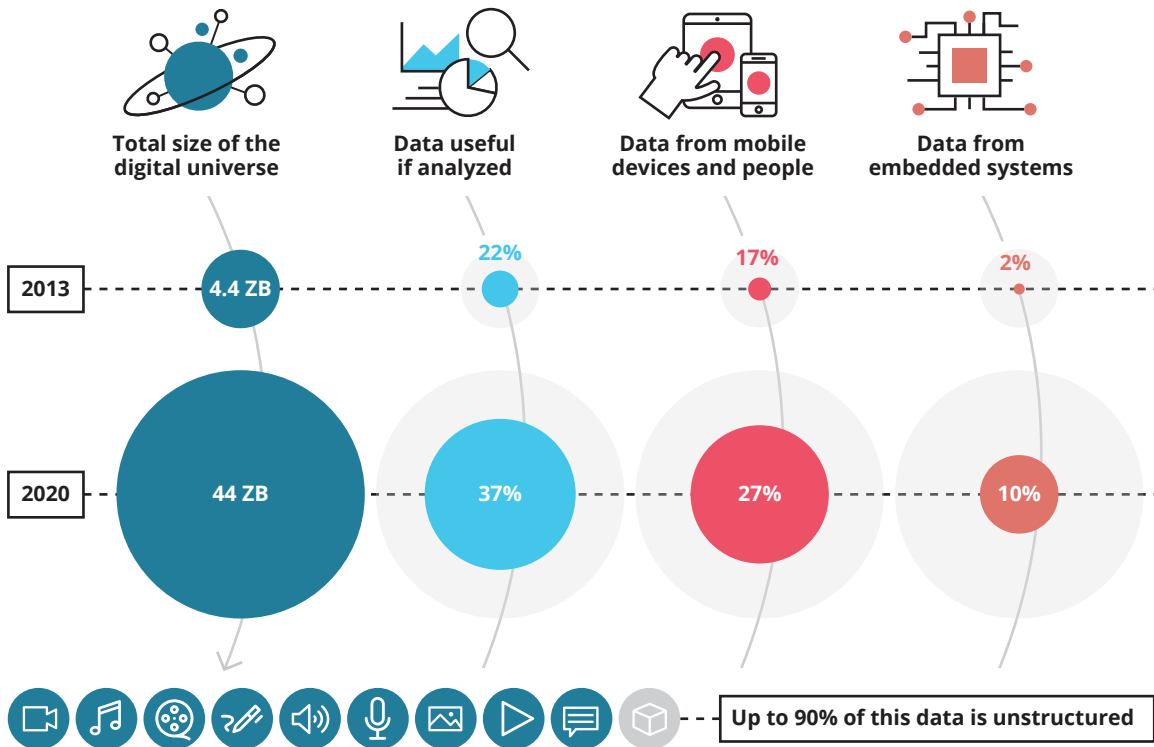 Total size of the
digital universe
Data useful
if analyzed
Data from mobile
devices and people
Data from
embedded systems
2013
4.4 ZB
22%
17%
2%
2020
44 ZB
37%
27%
10%
Up to 90% of this data is unstructured